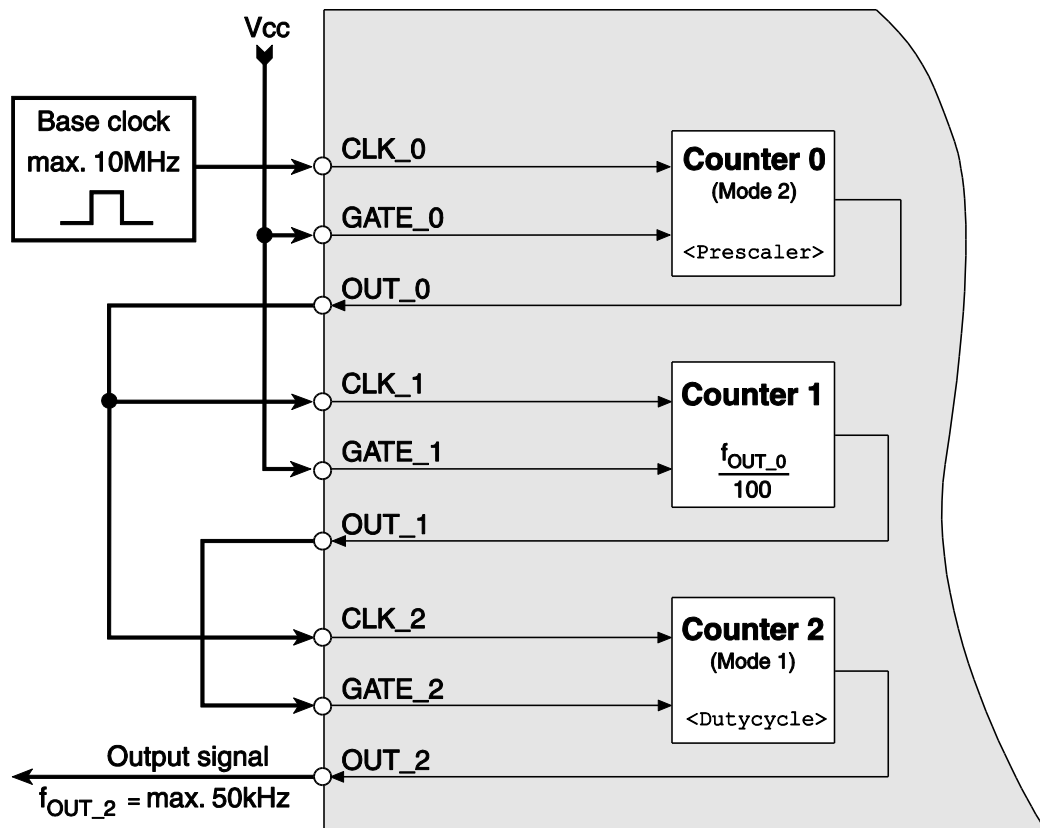 Vcc
Base clock
max. 10MHz
CLK_0
GATE_0
OUT_0
Counter 0
(Mode 2)
<Prescaler>
CLK_1
GATE_1
OUT_1
Counter 1
fOUT_0
100
CLK_2
GATE_2
OUT_2
Counter 2
(Mode 1)
<Dutycycle>
Output signal
fOUT_2 = max. 50kHz